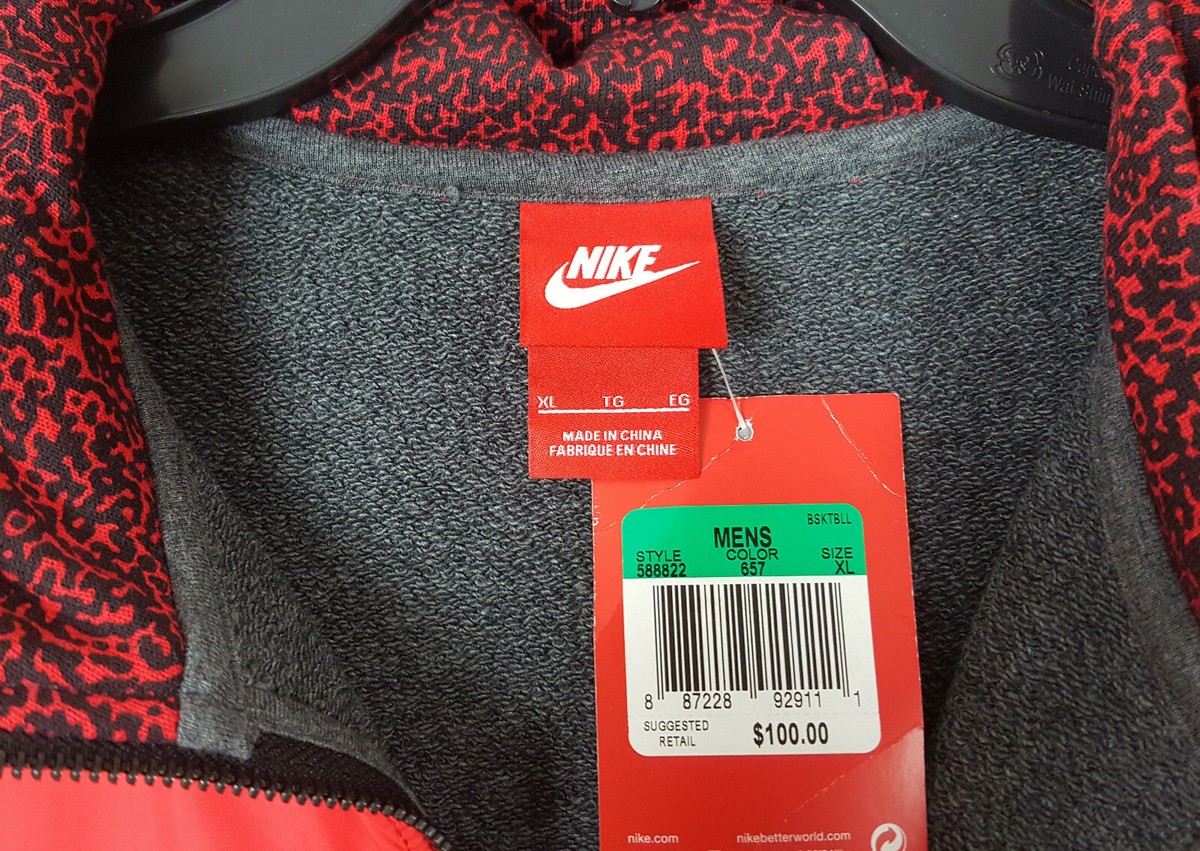 NIKE
XL TG EG
MADE IN CHINA
FABRIQUE EN CHINE
BSKTBLL
MENS
STYLE COLOR SIZE
588822 657 XL
8 87228 92911 1
SUGGESTED
RETAIL $100.00
nike.com nikebetterworld.com